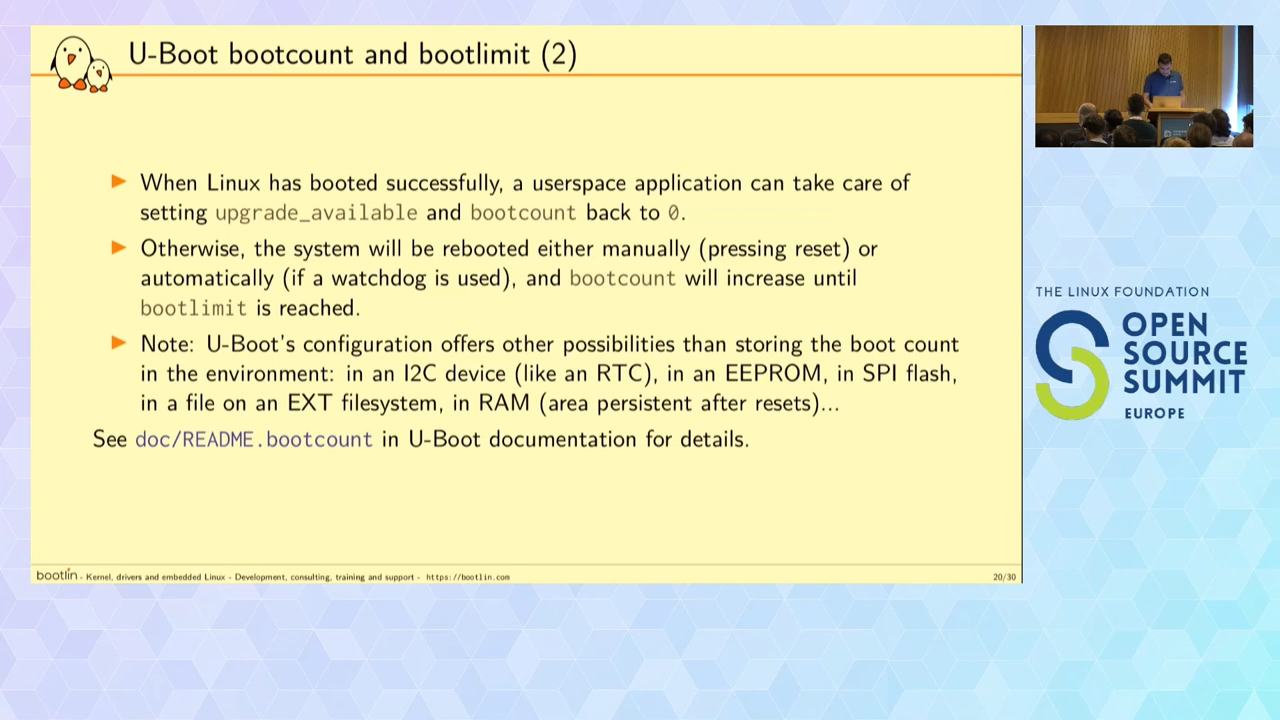 U-Boot bootcount and bootlimit (2)
When Linux has booted successfully, a userspace application can take care of
setting upgrade_available and bootcount back to 0.
Otherwise, the system will be rebooted either manually (pressing reset) or
automatically (if a watchdog is used), and bootcount will increase until
bootlimit is reached.
Note: U-Boot's configuration offers other possibilities than storing the boot count
in the environment: in an I2C device (like an RTC), in an EEPROM, in SPI flash,
in a file on an EXT filesystem, in RAM (area persistent after resets)...
See doc/README.bootcount in U-Boot documentation for details.
bootlin - Kernel, drivers and embedded Linux - Development, consulting, training and support - https://bootlin.com
20/30
THE LINUX FOUNDATION
OPEN
SOURCE
SUMMIT
EUROPE